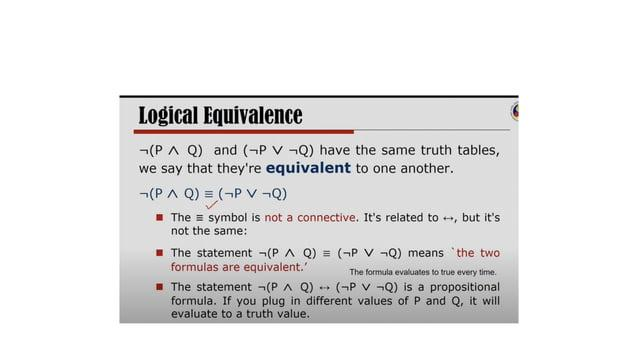 Logical Equivalence
¬(P ∧ Q) and (¬P ∨ ¬Q) have the same truth tables,
we say that they're equivalent to one another.
¬(P ∧ Q) ≡ (¬P ∨ ¬Q)
■ The ≡ symbol is not a connective. It's related to ↔, but it's
not the same:
■ The statement ¬(P ∧ Q) ≡ (¬P ∨ ¬Q) means `the two
formulas are equivalent.’
The formula evaluates to true every time.
■ The statement ¬(P ∧ Q) ↔ (¬P ∨ ¬Q) is a propositional
formula. If you plug in different values of P and Q, it will
evaluate to a truth value.